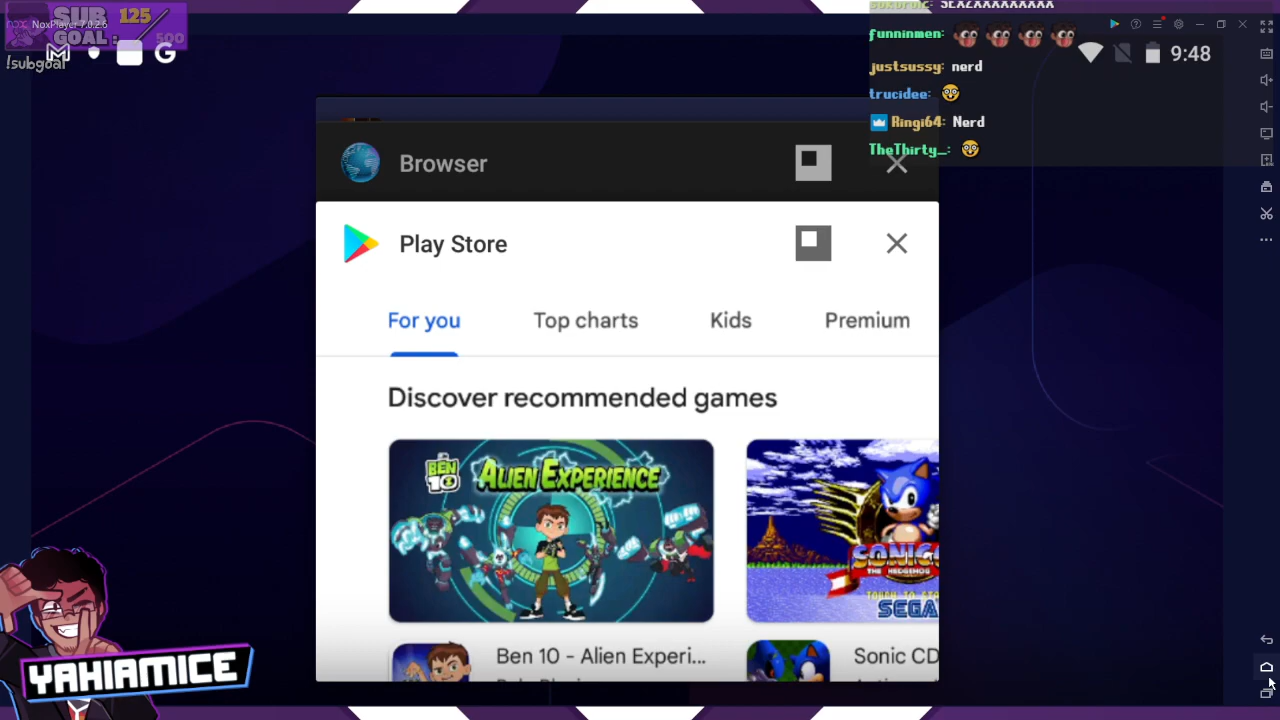 SUB
GOAL :
125
500
NoxPlayer 7.0.2.6
!subgoal
G
9:48
funninmen:
justsussy: nerd
trucidee:
Ringi64: Nerd
TheThirty_:
Browser
Play Store
For you
Top charts
Kids
Premium
Discover recommended games
BEN
10
ALIEN EXPERIENCE
SONIC
THE HEDGEHOG
SEGA
Ben 10 - Alien Experi...
Sonic CD
YAHIAMICE